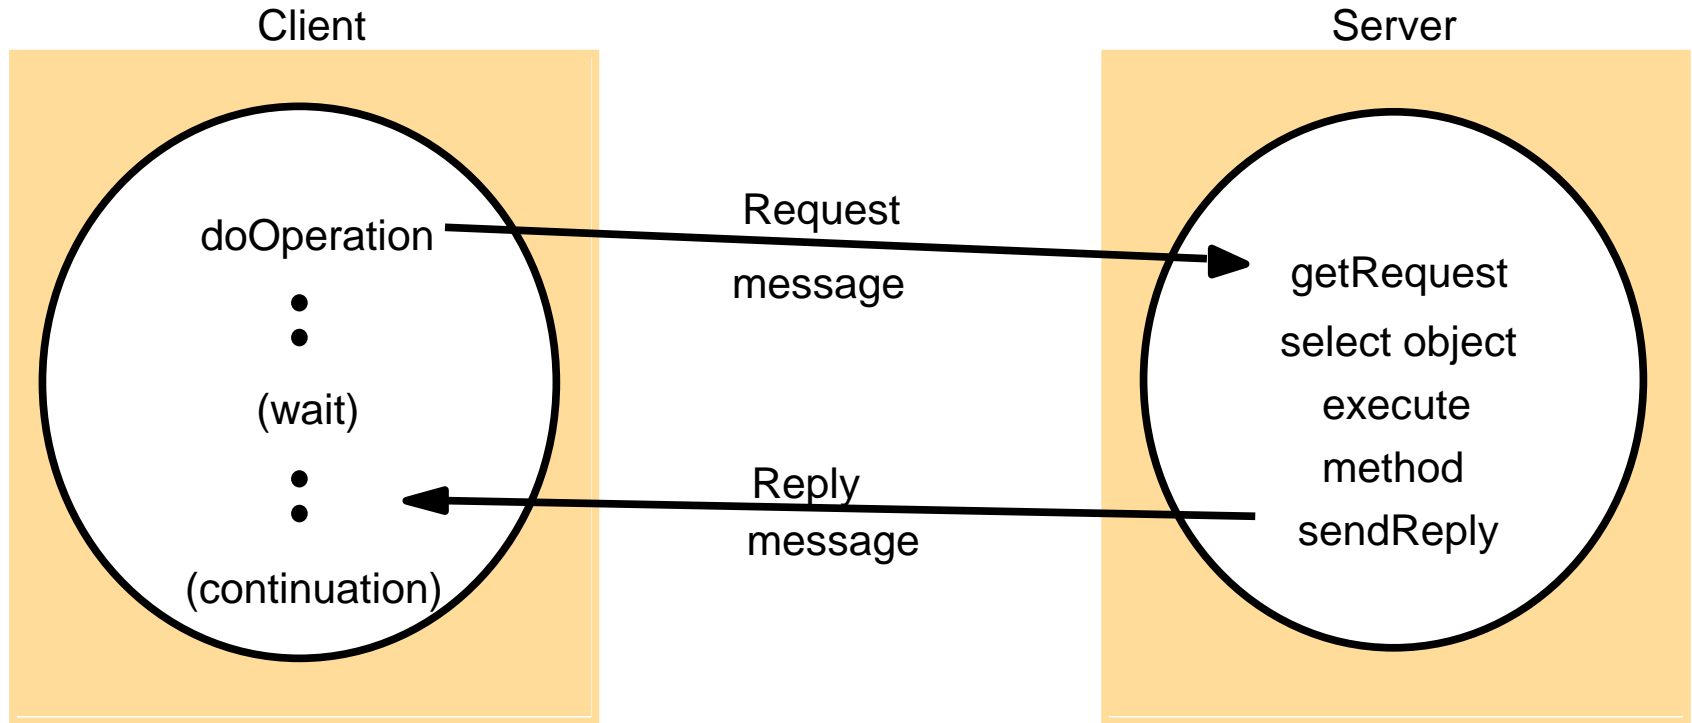 Client
Server
doOperation
(wait)
(continuation)
Request
message
Reply
message
getRequest
select object
execute
method
sendReply